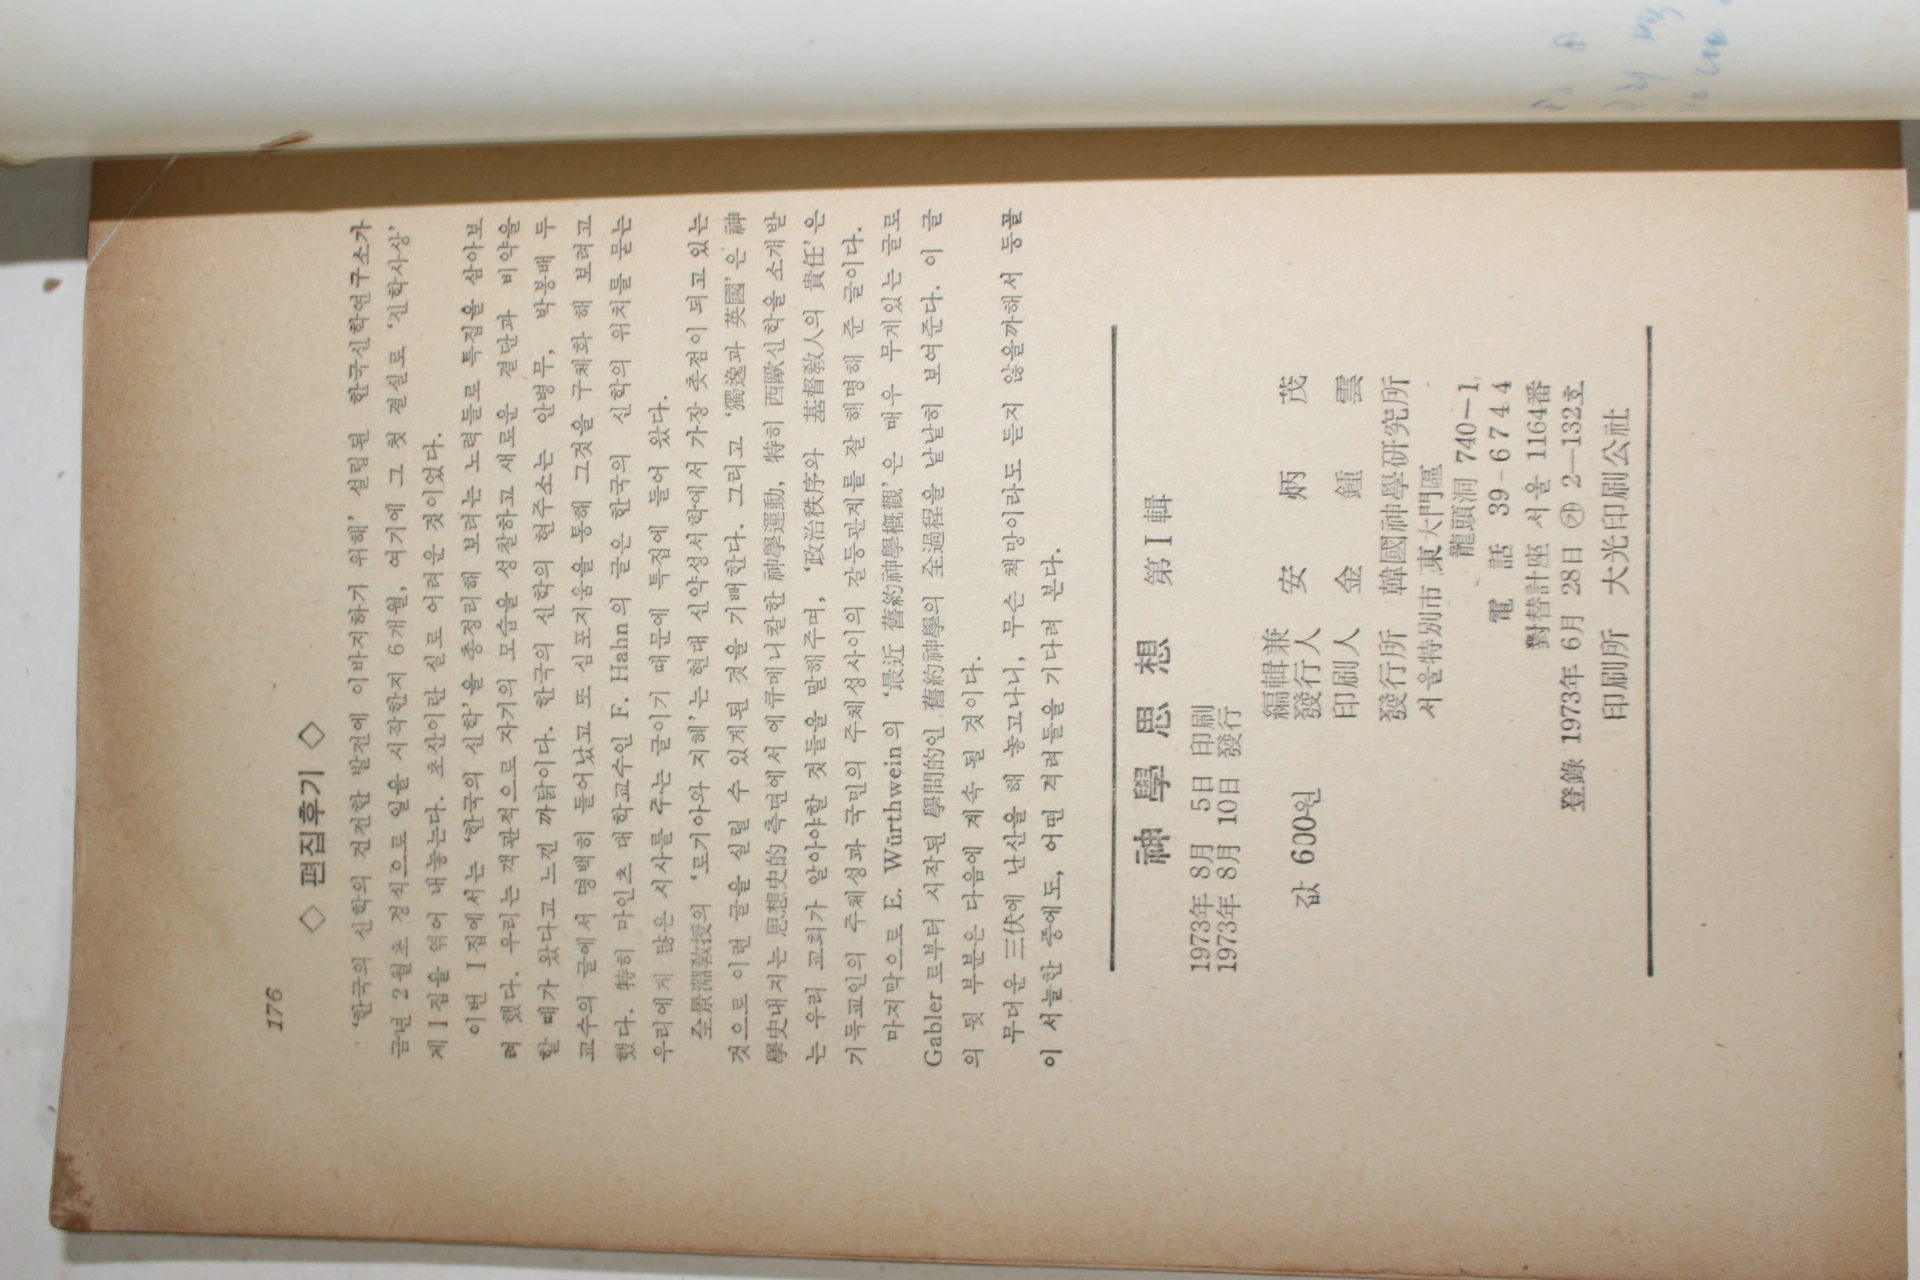 176
◇ 편집후기 ◇
‘한국의 신학의 건전한 발전에 이바지하기 위해’ 설립된 한국신학연구소가
금년 2월초 정식으로 일을 시작한지 6개월, 여기에 그 첫 결실로 ‘신학사상’
제 I 집을 엮어 내놓는다. 초산이란 실로 어려운 것이었다.
이번 I 집에서는 ‘한국의 신학’을 총정리해 보려는 노력들로 특집을 삼아보
려 했다. 우리는 객관적으로 자기의 모습을 성찰하고 새로운 결단과 비약을
할 때가 왔다고 느낀 까닭이다. 한국의 신학의 현주소는 안병무, 박봉배 두
교수의 글에서 명백히 들어났고 또 심포지움을 통해 그것을 구체화 해 보려고
했다. 特히 마인츠 대학교수인 F. Hahn의 글은 한국의 신학의 위치를 묻는
우리에게 많은 시사를 주는 글이기 때문에 특집에 들어 왔다.
全景淵敎授의 ‘로기아와 지혜’는 현대 신약성서학에서 가장 촛점이 되고 있는
것으로 이런 글을 실릴 수 있게된 것을 기뻐한다. 그리고 ‘獨逸과 英國’은 神
學史내지는 思想史的 측면에서 에큐메니칼한 神學運動, 特히 西歐신학을 소개받
는 우리 교회가 알아야할 것들을 말해주며, ‘政治秩序와 基督敎人의 責任’은
기독교인의 주체성과 국민의 주체성사이의 갈등관계를 잘 해명해 준 글이다.
마지막으로 E. Würthwein의 ‘最近 舊約神學槪觀’은 매우 무게있는 글로
Gabler로부터 시작된 學問的인 舊約神學의 全過程을 낱낱히 보여준다. 이 글
의 뒷 부분은 다음에 계속 될 것이다.
무더운 三伏에 난산을 해 놓고나니, 무슨 책망이라도 듣지 않을까해서 등골
이 서늘한 중에도, 어떤 격려들을 기다려 본다.
神學思想 第 I 輯
1973年 8月 5日 印刷
1973年 8月 10日 發行
값 600원
編輯兼
發行人 安炳茂
印刷人 金鍾雲
發行所 韓國神學硏究所
서울特別市 東大門區
龍頭洞 740—1
電話 39-6744
對替計座 서울 1164番
登錄 1973年 6月 28日 ㉮ 2—132호
印刷所 大光印刷公社